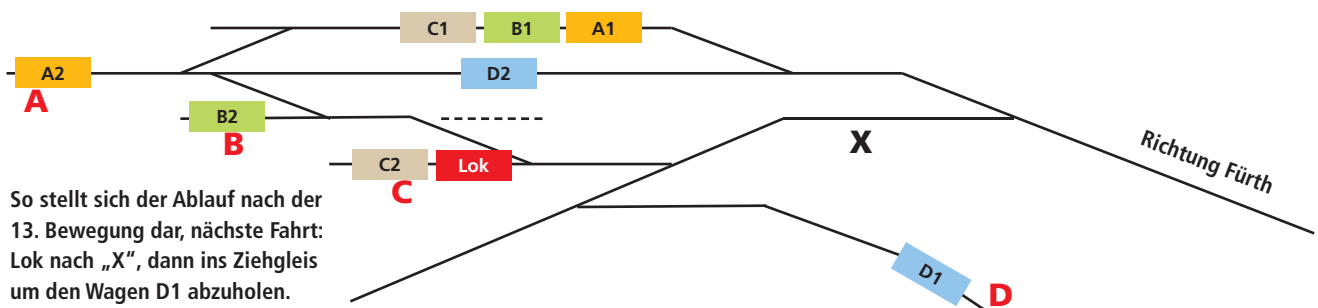 C1 B1 A1
A2 D2
A
B2
B
X
C2 Lok
C
Richtung Fürth
So stellt sich der Ablauf nach der
13. Bewegung dar, nächste Fahrt:
Lok nach „X“, dann ins Ziehgleis
um den Wagen D1 abzuholen.
D1
D